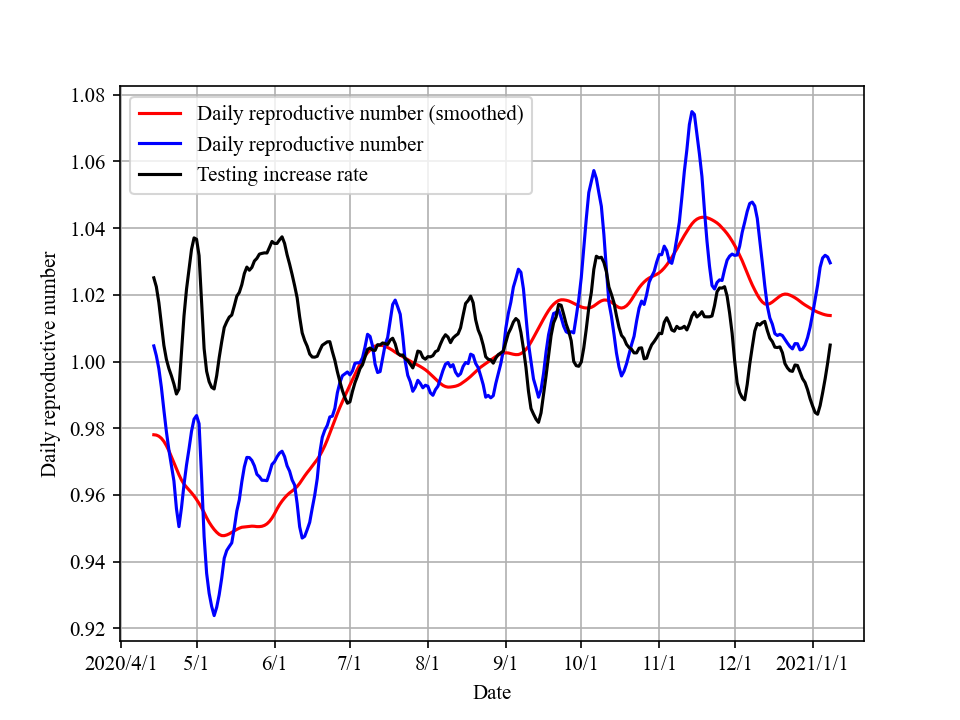 Daily reproductive number (smoothed)
Daily reproductive number
Testing increase rate
1.08
1.06
1.04
1.02
1.00
0.98
0.96
0.94
0.92
Daily reproductive number
2020/4/1 5/1 6/1 7/1 8/1 9/1 10/1 11/1 12/1 2021/1/1
Date